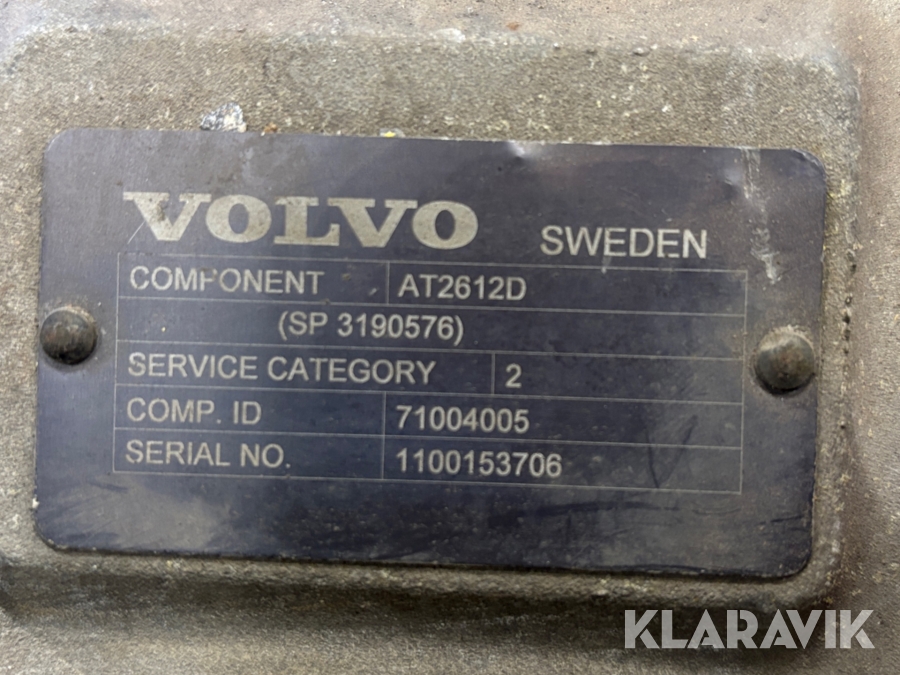 VOLVO SWEDEN
COMPONENT AT2612D
(SP 3190576)
SERVICE CATEGORY 2
COMP. ID 71004005
SERIAL NO. 1100153706
KLARAVIK